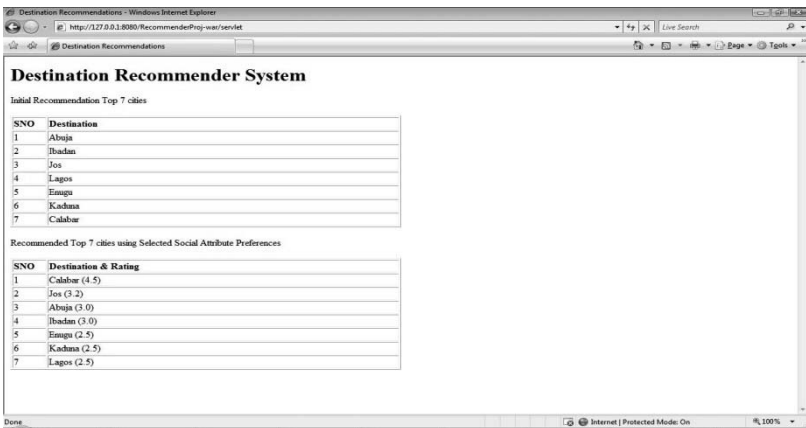 Destination Recommendations - Windows Internet Explorer
http://127.0.0.1:8080/RecommenderProj-war/servlet
Live Search
Destination Recommendations
Page
Tools
Destination Recommender System
Initial Recommendation Top 7 cities
SNO Destination
1 Abuja
2 Ibadan
3 Jos
4 Lagos
5 Enugu
6 Kaduna
7 Calabar
Recommended Top 7 cities using Selected Social Attribute Preferences
SNO Destination & Rating
1 Calabar (4.5)
2 Jos (3.2)
3 Abuja (3.0)
4 Ibadan (3.0)
5 Enugu (2.5)
6 Kaduna (2.5)
7 Lagos (2.5)
Done
Internet | Protected Mode: On
100%